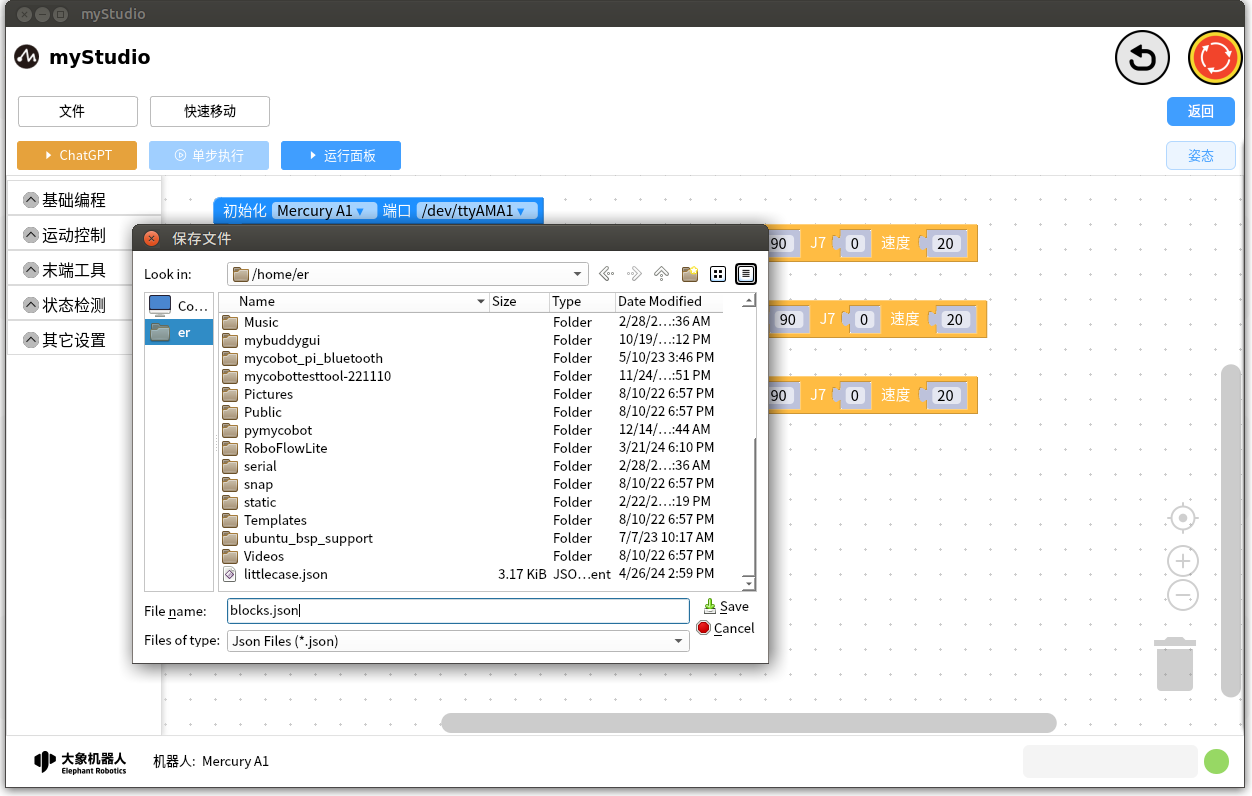 myStudio
myStudio
文件
快速移动
返回
ChatGPT
单步执行
运行面板
姿态
基础编程
运动控制
末端工具
状态检测
其它设置
初始化 Mercury A1 端口 /dev/ttyAMA1
90 J7 0 速度 20
90 J7 0 速度 20
90 J7 0 速度 20
保存文件
Look in: /home/er
Co...
er
Name Size Type Date Modified
Music Folder 2/28/2...:36 AM
mybuddygui Folder 10/19/...:12 PM
mycobot_pi_bluetooth Folder 5/10/23 3:46 PM
mycobottesttool-221110 Folder 11/24/...:51 PM
Pictures Folder 8/10/22 6:57 PM
Public Folder 8/10/22 6:57 PM
pymycobot Folder 12/14/...:44 AM
RoboFlowLite Folder 3/21/24 6:10 PM
serial Folder 2/28/2...:36 AM
snap Folder 8/10/22 6:57 PM
static Folder 2/22/2...:19 PM
Templates Folder 8/10/22 6:57 PM
ubuntu_bsp_support Folder 7/7/23 10:17 AM
Videos Folder 8/10/22 6:57 PM
littlecase.json 3.17 KiB JSO...ent 4/26/24 2:59 PM
File name: blocks.json
Save
Cancel
Files of type: Json Files (*.json)
大象机器人
Elephant Robotics
机器人: Mercury A1